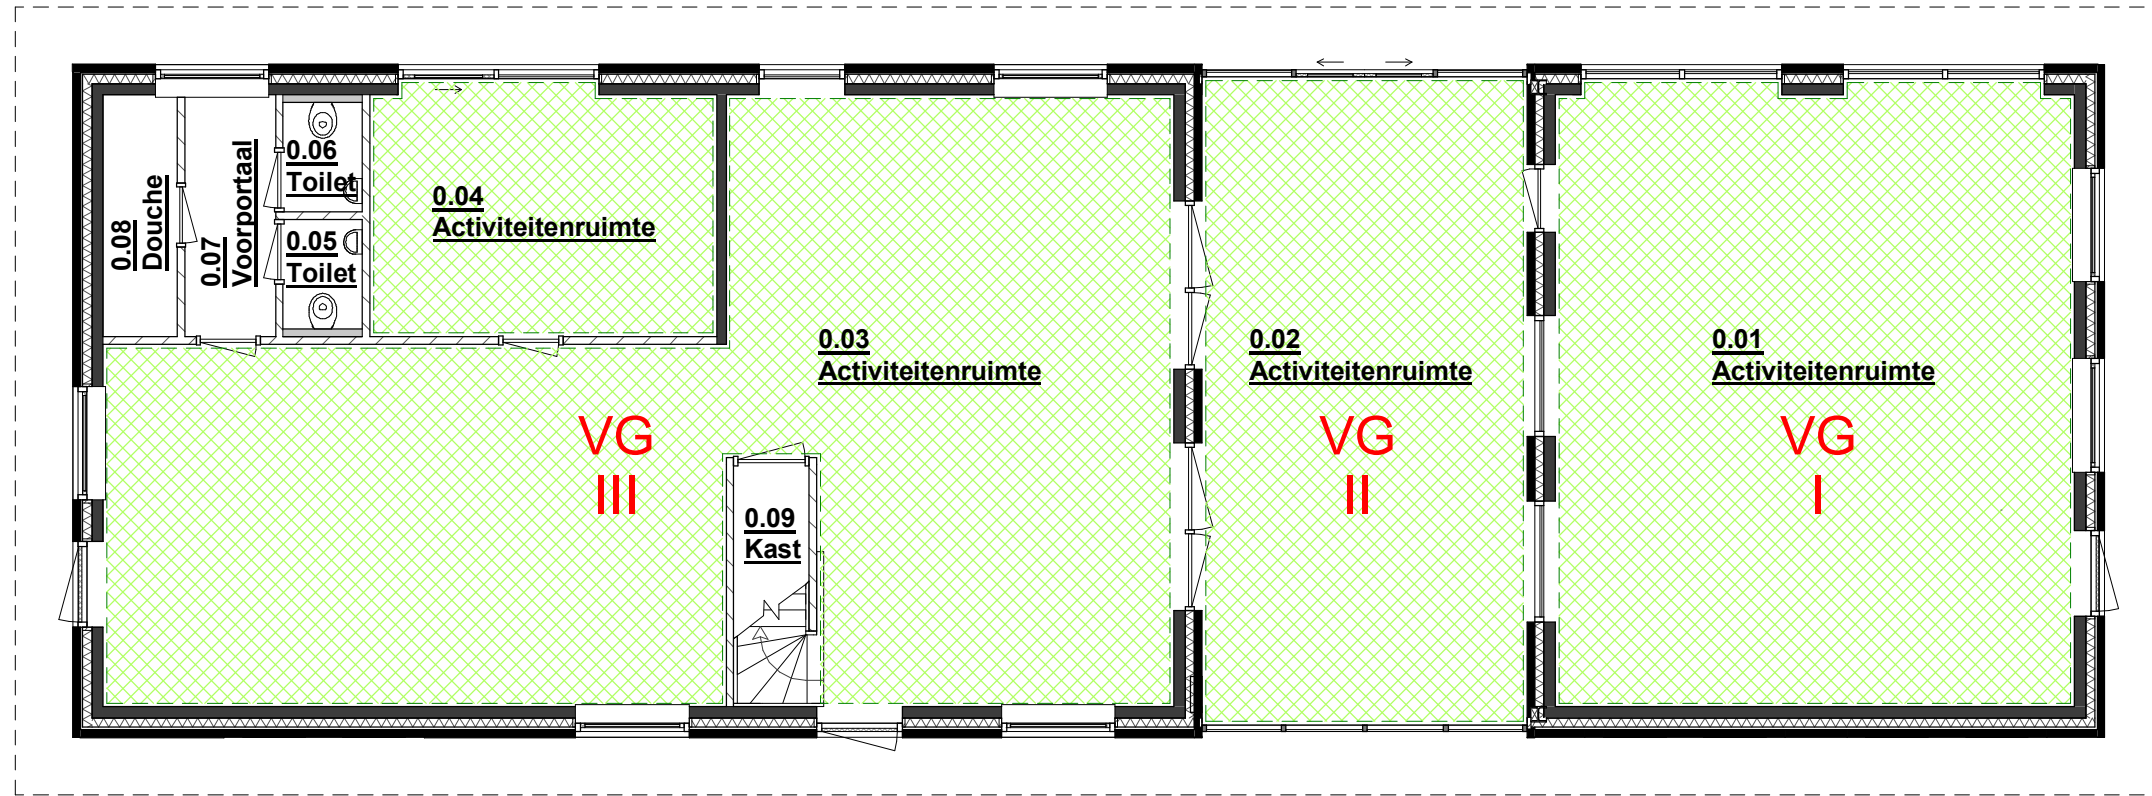 0.08
Douche
0.07
Voorportaal
0.06
Toilet
0.05
Toilet
0.04
Activiteitenruimte
0.03
Activiteitenruimte
0.02
Activiteitenruimte
0.01
Activiteitenruimte
VG
III
VG
II
VG
I
0.09
Kast